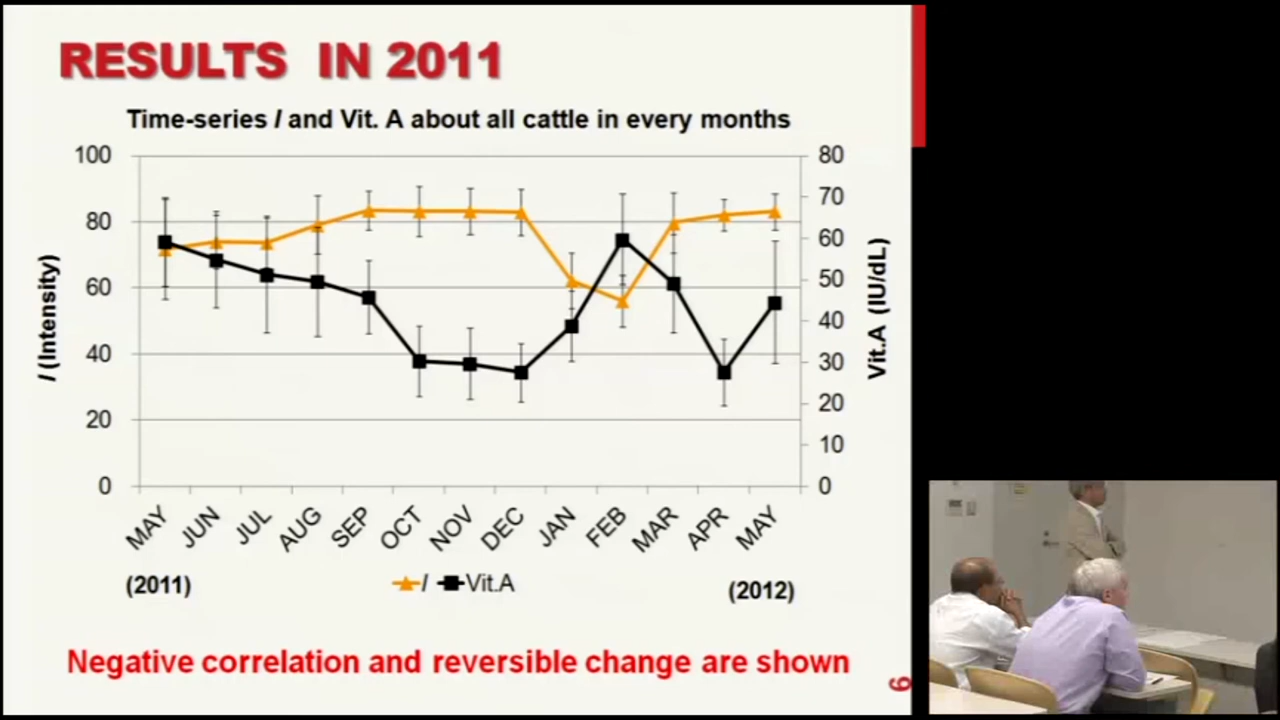 RESULTS IN 2011
Time-series I and Vit. A about all cattle in every months
100
80
60
40
20
0
I (Intensity)
80
70
60
50
40
30
20
10
0
Vit.A (IU/dL)
MAY JUN JUL AUG SEP OCT NOV DEC JAN FEB MAR APR MAY
(2011)
I Vit.A
(2012)
Negative correlation and reversible change are shown
9